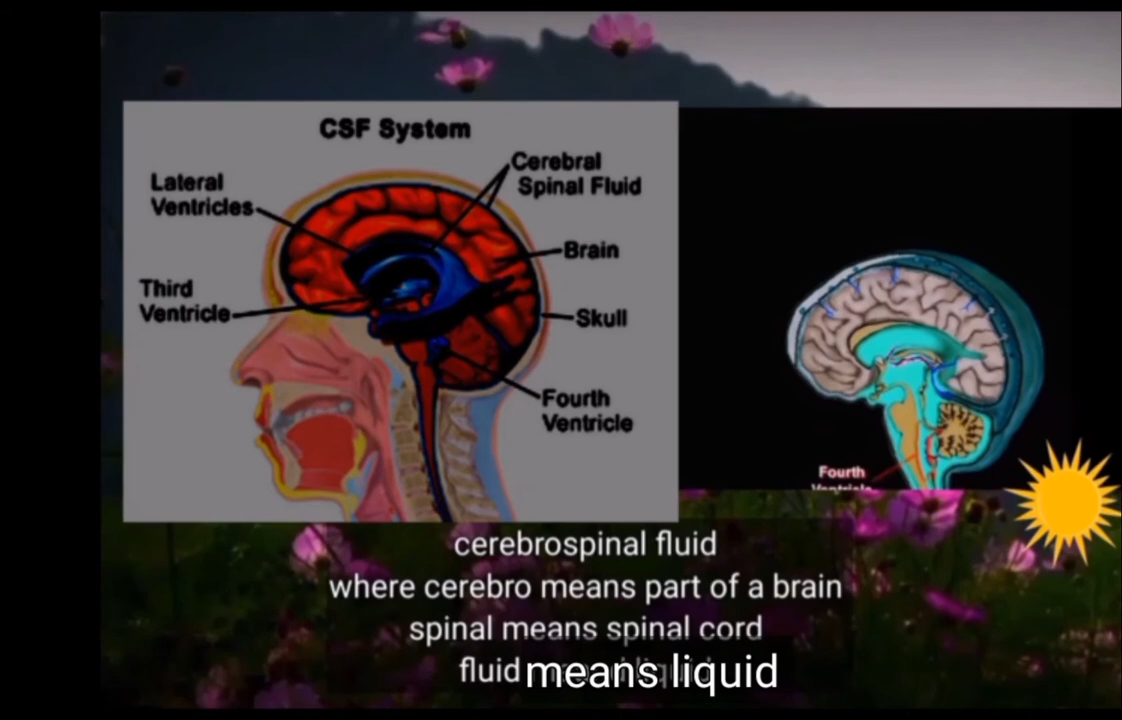 CSF System
Lateral
Ventricles
Third
Ventricle
Cerebral
Spinal Fluid
Brain
Skull
Fourth
Ventricle
Fourth
Ventricle
cerebrospinal fluid
where cerebro means part of a brain
spinal means spinal cord
fluid means liquid